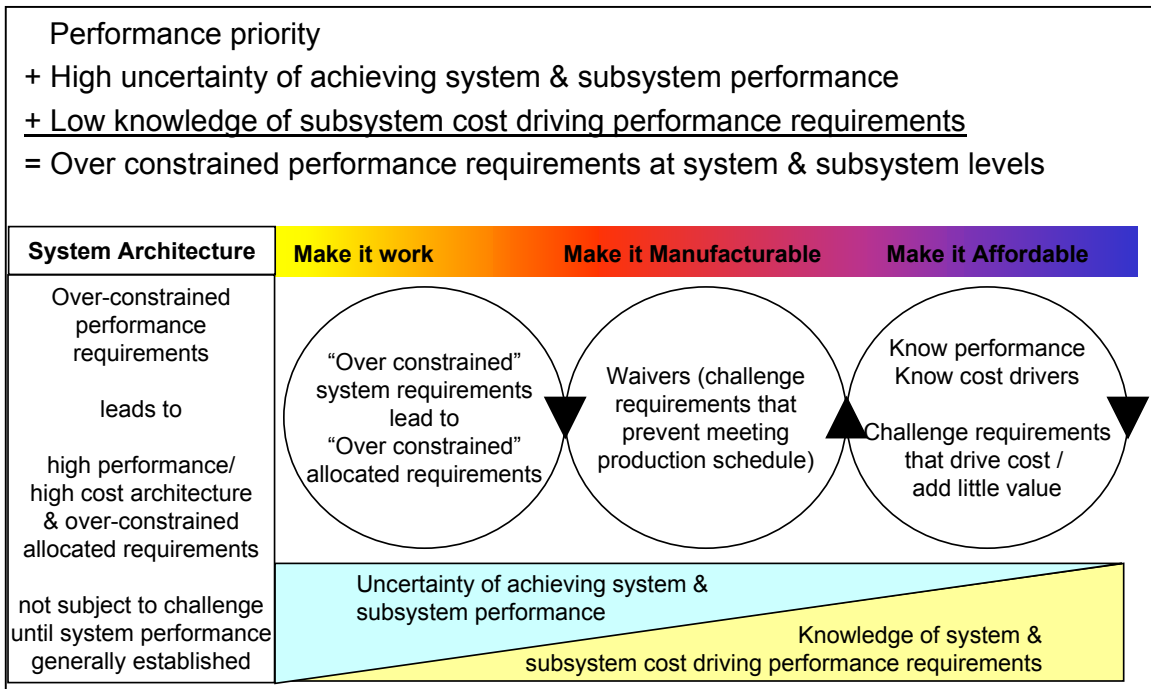 Performance priority
+ High uncertainty of achieving system & subsystem performance
+ Low knowledge of subsystem cost driving performance requirements
= Over constrained performance requirements at system & subsystem levels
System Architecture
Make it work
Make it Manufacturable
Make it Affordable
Over-constrained
performance
requirements
leads to
high performance/
high cost architecture
& over-constrained
allocated requirements
not subject to challenge
until system performance
generally established
“Over constrained”
system requirements
lead to
“Over constrained”
allocated requirements
Waivers (challenge
requirements that
prevent meeting
production schedule)
Know performance
Know cost drivers
Challenge requirements
that drive cost /
add little value
Uncertainty of achieving system &
subsystem performance
Knowledge of system &
subsystem cost driving performance requirements